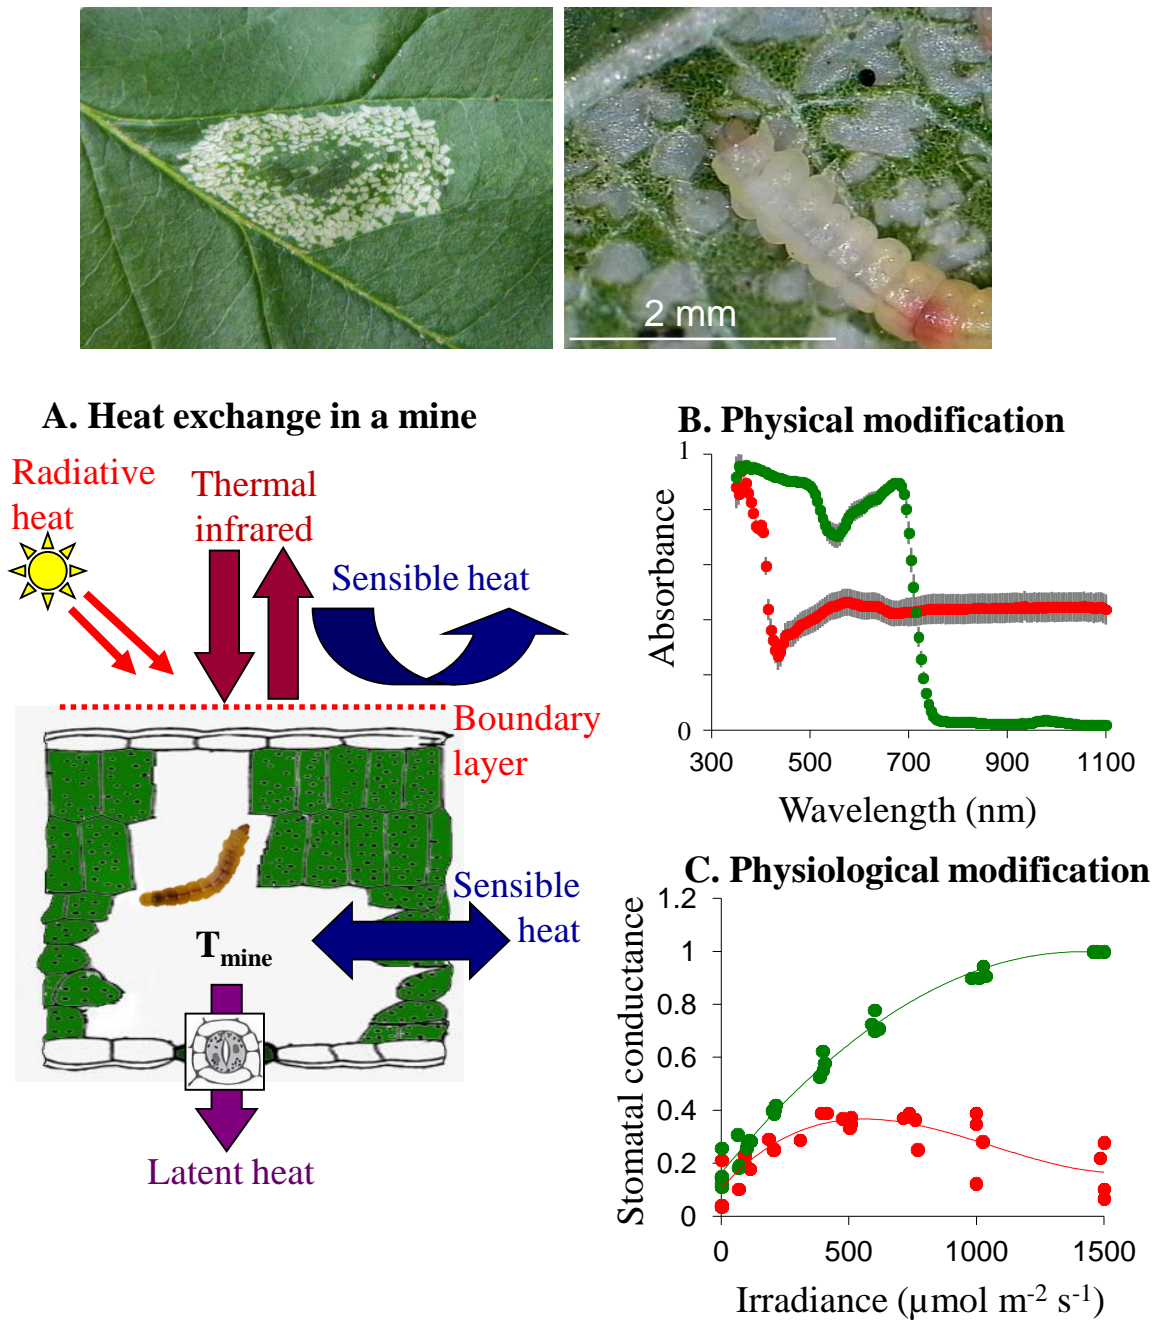 2 mm
A. Heat exchange in a mine
Radiative
heat
Thermal
infrared
Sensible heat
Boundary
layer
Sensible
heat
T mine
Latent heat
B. Physical modification
1
0
Absorbance
300 500 700 900 1100
Wavelength (nm)
C. Physiological modification
1.2
1
0.8
0.6
0.4
0.2
0
Stomatal conductance
0 500 1000 1500
Irradiance (µmol m-2 s-1)